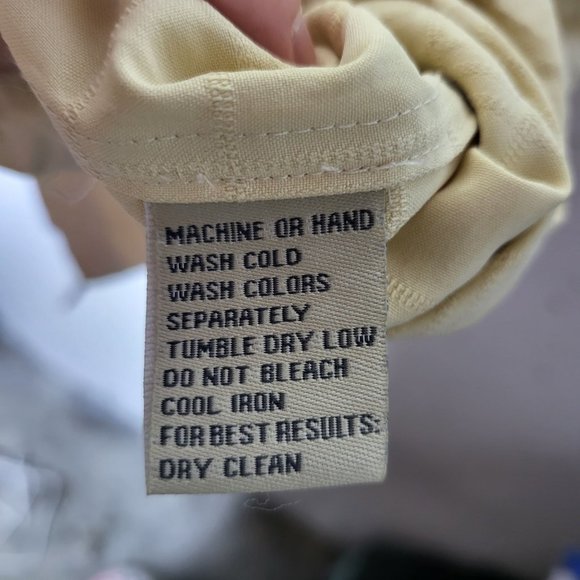 MACHINE OR HAND
WASH COLD
WASH COLORS
SEPARATELY
TUMBLE DRY LOW
DO NOT BLEACH
COOL IRON
FOR BEST RESULTS:
DRY CLEAN